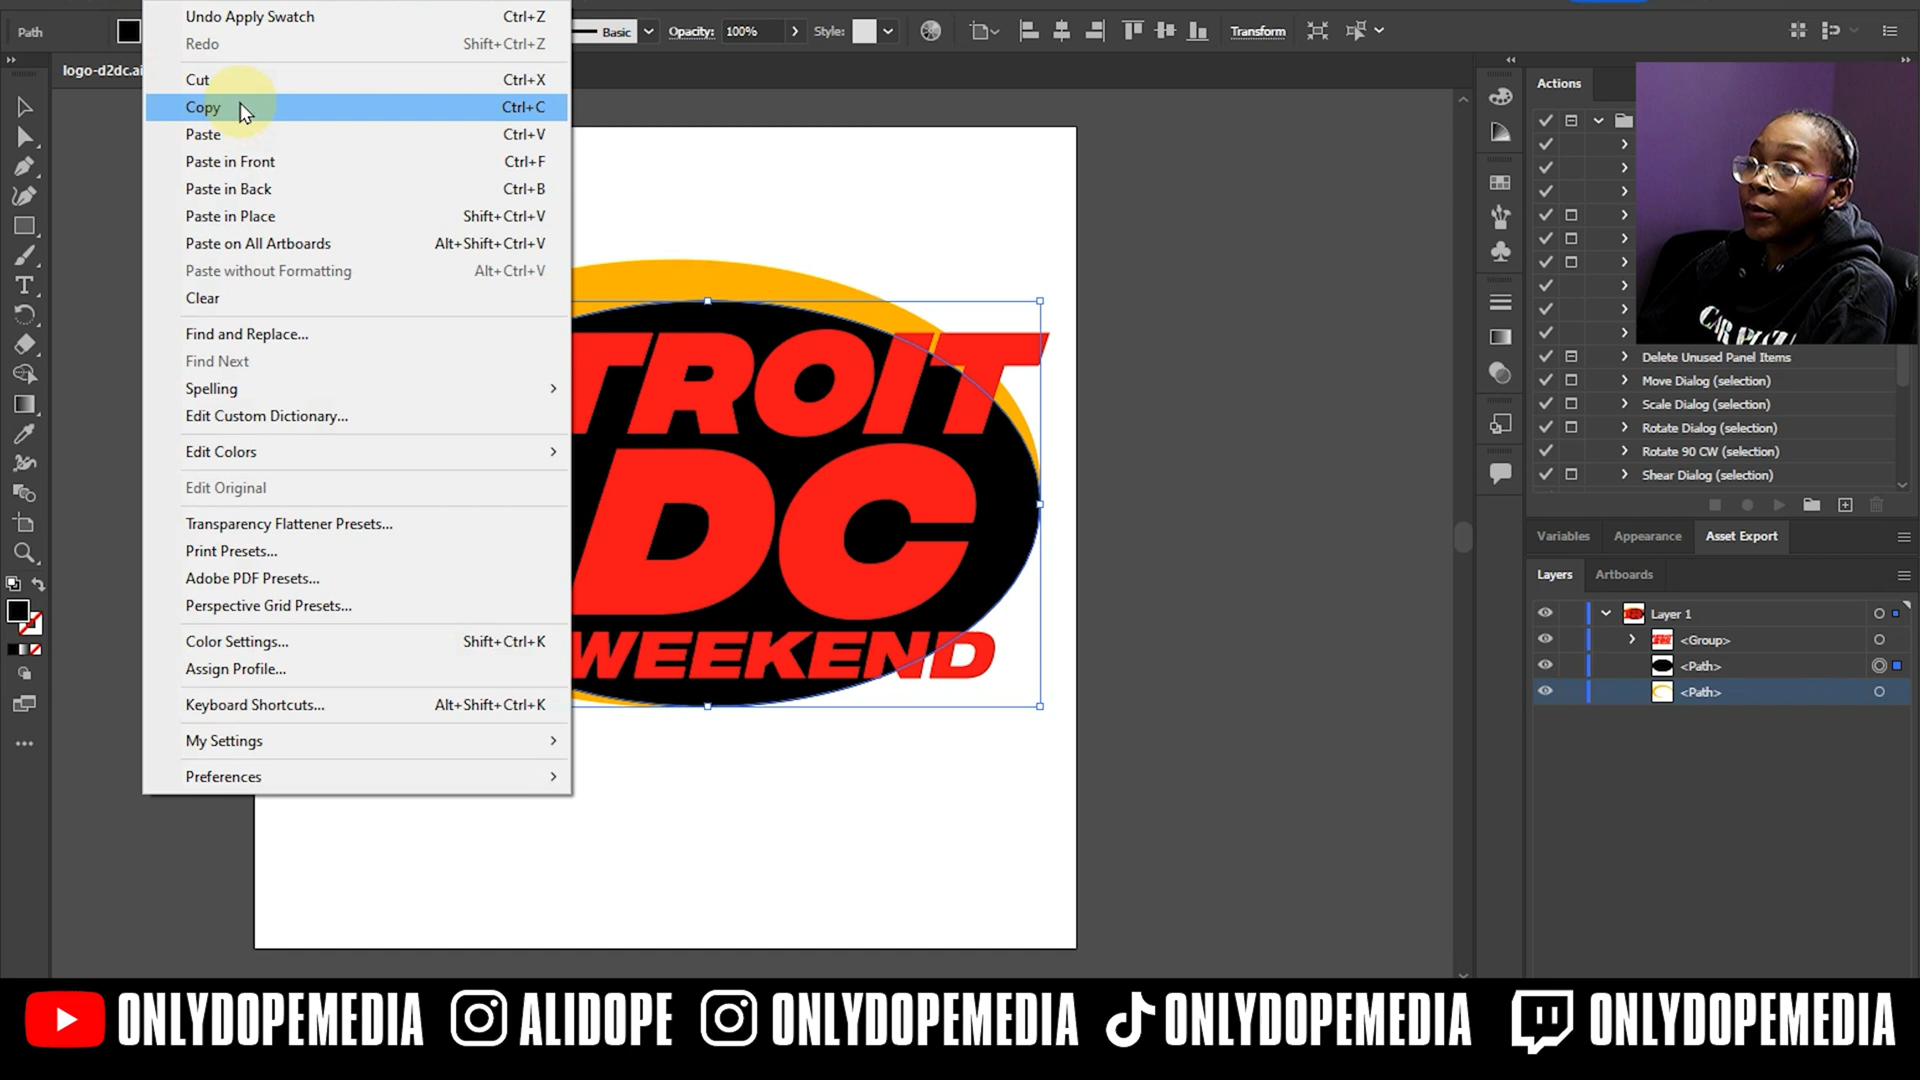 Path
Basic
Opacity:
100%
Style:
Transform
logo-d2dc.ai
Undo Apply Swatch Ctrl+Z
Redo Shift+Ctrl+Z
Cut Ctrl+X
Copy Ctrl+C
Paste Ctrl+V
Paste in Front Ctrl+F
Paste in Back Ctrl+B
Paste in Place Shift+Ctrl+V
Paste on All Artboards Alt+Shift+Ctrl+V
Paste without Formatting Alt+Ctrl+V
Clear
Find and Replace...
Find Next
Spelling
Edit Custom Dictionary...
Edit Colors
Edit Original
Transparency Flattener Presets...
Print Presets...
Adobe PDF Presets...
Perspective Grid Presets...
Color Settings... Shift+Ctrl+K
Assign Profile...
Keyboard Shortcuts... Alt+Shift+Ctrl+K
My Settings
Preferences
TROIT
DC
WEEKEND
Actions
Delete Unused Panel Items
Move Dialog (selection)
Scale Dialog (selection)
Rotate Dialog (selection)
Rotate 90 CW (selection)
Shear Dialog (selection)
Variables Appearance Asset Export
Layers Artboards
Layer 1
<Group>
<Path>
<Path>
ONLYDOPEMEDIA ALIDOPE ONLYDOPEMEDIA ONLYDOPEMEDIA ONLYDOPEMEDIA